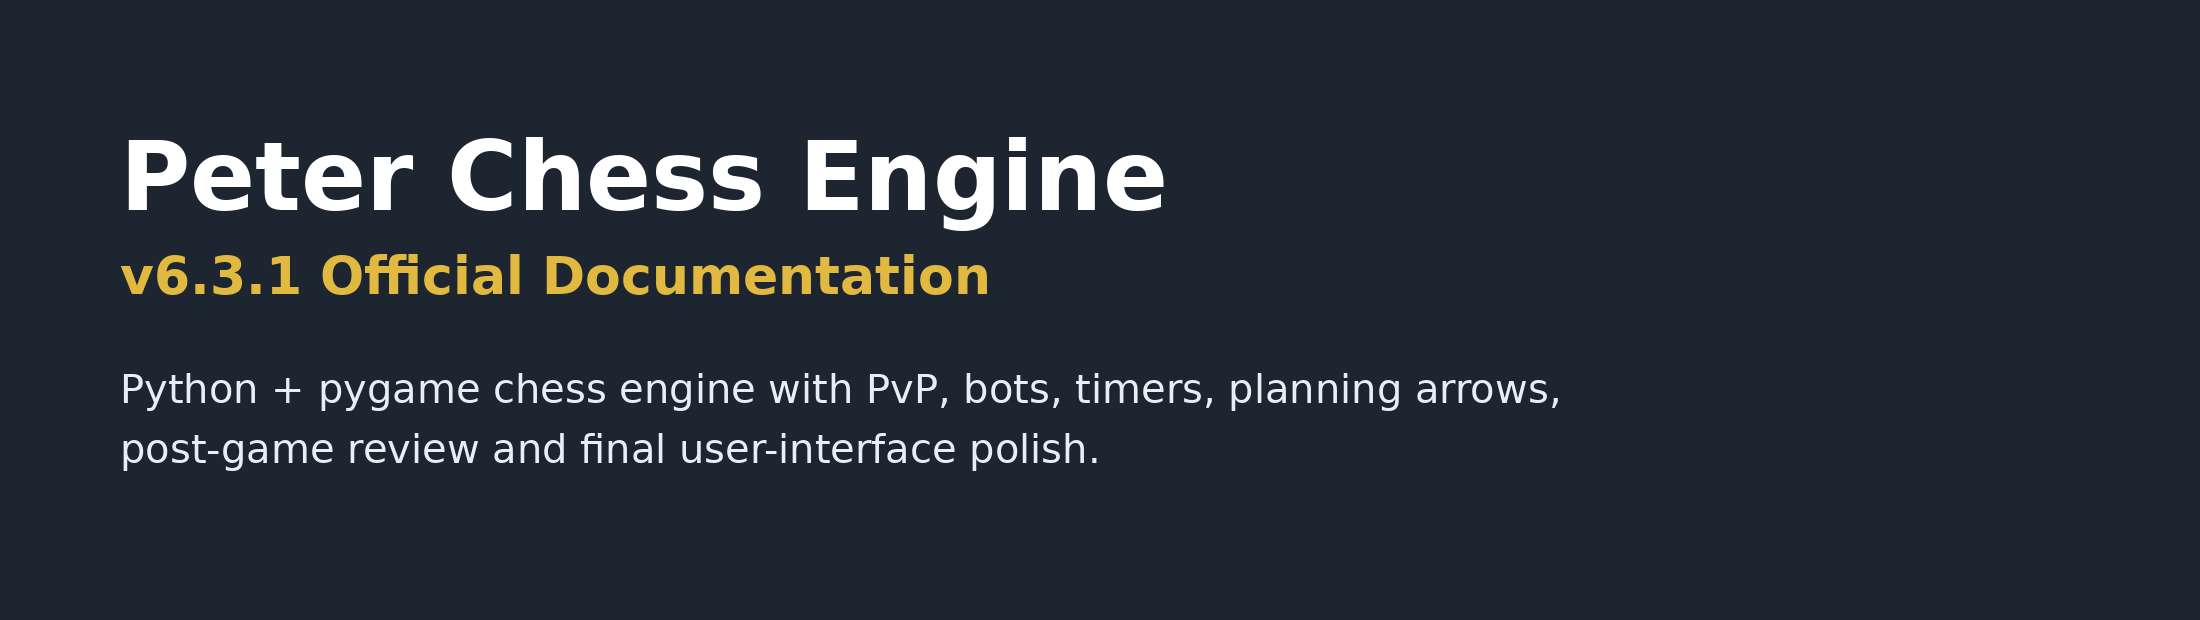 Peter Chess Engine
v6.3.1 Official Documentation
Python + pygame chess engine with PvP, bots, timers, planning arrows,
post-game review and final user-interface polish.